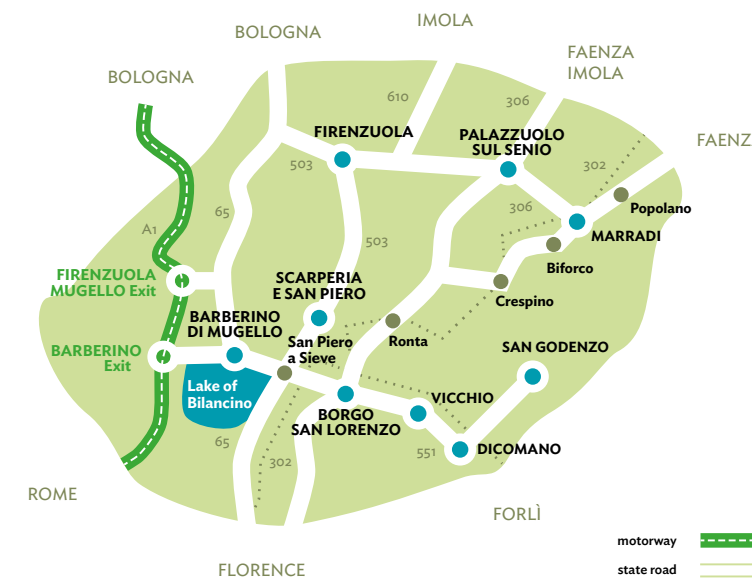 IMOLA
BOLOGNA
FAENZA
IMOLA
BOLOGNA
610
306
FIRENZUOLA
PALAZZUOLO
SUL SENIO
FAENZ
503
302
65
306
Popolano
A1
503
MARRADI
Biforco
FIRENZUOLA
MUGELLO Exit
SCARPERIA
E SAN PIERO
Crespino
BARBERINO
DI MUGELLO
San Piero
a Sieve
Ronta
SAN GODENZO
BARBERINO
Exit
Lake of
Bilancino
VICCHIO
BORGO
SAN LORENZO
65
302
551
DICOMANO
ROME
FORLÌ
motorway
FLORENCE
state road